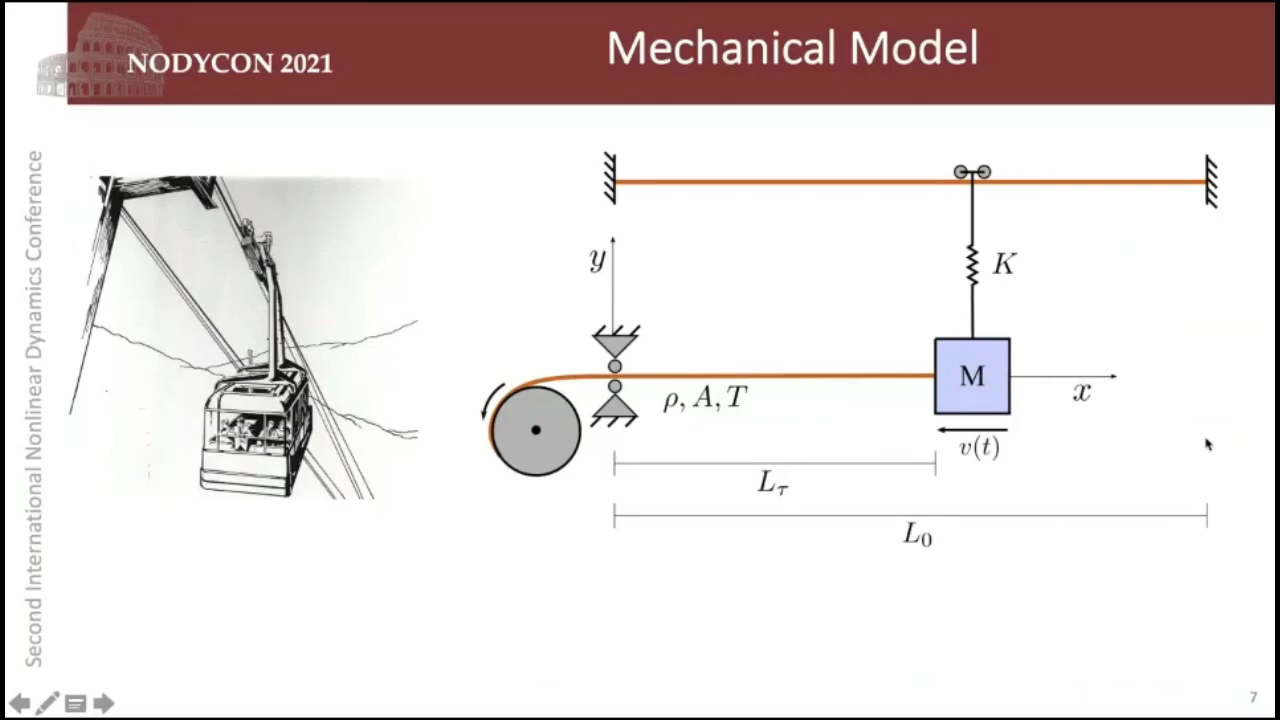 NODYCON 2021
Mechanical Model
Second International Nonlinear Dynamics Conference
y
K
M
x
ρ, A, T
v(t)
L_τ
L_0
7